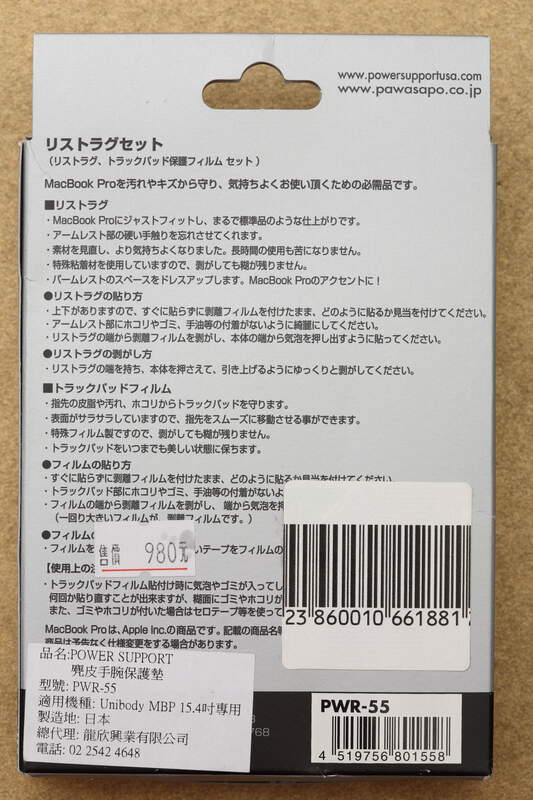 www.powersupportusa.com
www.pawasapo.co.jp
リストラグセット
（リストラグ、トラックパッド保護フィルム セット）
MacBook Proを汚れやキズから守り、気持ちよくお使い頂くための必需品です。
■リストラグ
・MacBook Proにジャストフィットし、まるで標準品のような仕上がりです。
・アームレスト部の硬い手触りを忘れさせてくれます。
・素材を見直し、より気持ちよくなりました。長時間の使用も苦になりません。
・特殊粘着材を使用していますので、剥がしても糊が残りません。
・パームレストのスペースをドレスアップします。MacBook Proのアクセントに！
●リストラグの貼り方
・上下がありますので、すぐに貼らずに剥離フィルムを付けたまま、どのように貼るか見当を付けてください。
・アームレスト部にホコリやゴミ、手油等の付着がないように綺麗にしてください。
・リストラグの端から剥離フィルムを剥がし、本体の端から気泡を押し出すように貼ってください。
●リストラグの剥がし方
・リストラグの端を持ち、本体を押さえて、引き上げるようにゆっくりと剥がしてください。
■トラックパッドフィルム
・指先の皮脂や汚れ、ホコリからトラックパッドを守ります。
・表面がサラサラしていますので、指先をスムーズに移動させる事ができます。
・特殊フィルム製ですので、剥がしても糊が残りません。
・トラックパッドをいつまでも美しい状態に保ちます。
●フィルムの貼り方
・すぐに貼らずに剥離フィルムを付けたまま、どのように貼るか見当を付けてください。
・トラックパッド部にホコリやゴミ、手油等の付着がないよ
・フィルムの端から剥離フィルムを剥がし、端から気泡を押
（一回り大きいフィルムが、剥離フィルムです。）
●フィルム
・フィルムを いテープをフィルムの
【使用上の注
・トラックパッドフィルム貼付け時に気泡やゴミが入ってし
何回か貼り直すことが出来ますが、糊面にゴミやホコリが
また、ゴミやホコリが付いた場合はセロテープ等を使って
MacBook Proは、Apple Inc.の商品です。記載の商品名等
商品は予告なく仕様変更をする場合
佳品 980元
23 860010 661881
品名:POWER SUPPORT
麂皮手腕保護墊
型號: PWR-55
適用機種: Unibody MBP 15.4吋專用
製造地: 日本
總代理: 龍欣興業有限公司
電話: 02 2542 4648
768
PWR-55
4 519756 801558